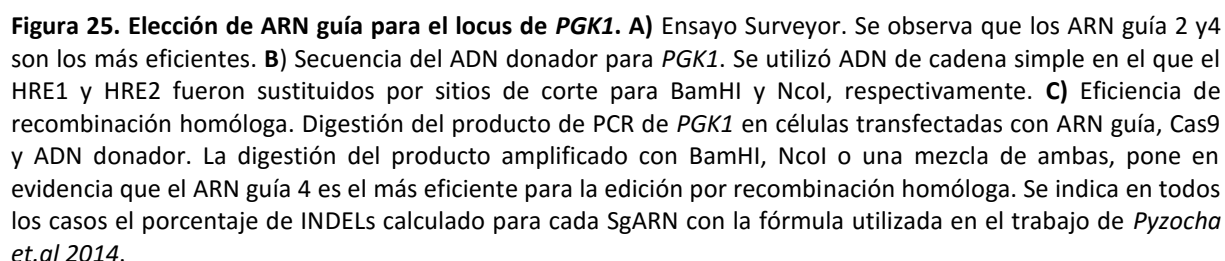 Figura 25. Elección de ARN guía para el locus de PGK1. A) Ensayo Surveyor. Se observa que los ARN guía 2 y4
son los más eficientes. B) Secuencia del ADN donador para PGK1. Se utilizó ADN de cadena simple en el que el
HRE1 y HRE2 fueron sustituidos por sitios de corte para BamHI y NcoI, respectivamente. C) Eficiencia de
recombinación homóloga. Digestión del producto de PCR de PGK1 en células transfectadas con ARN guía, Cas9
y ADN donador. La digestión del producto amplificado con BamHI, NcoI o una mezcla de ambas, pone en
evidencia que el ARN guía 4 es el más eficiente para la edición por recombinación homóloga. Se indica en todos
los casos el porcentaje de INDELs calculado para cada SgARN con la fórmula utilizada en el trabajo de Pyzocha
et.al 2014.